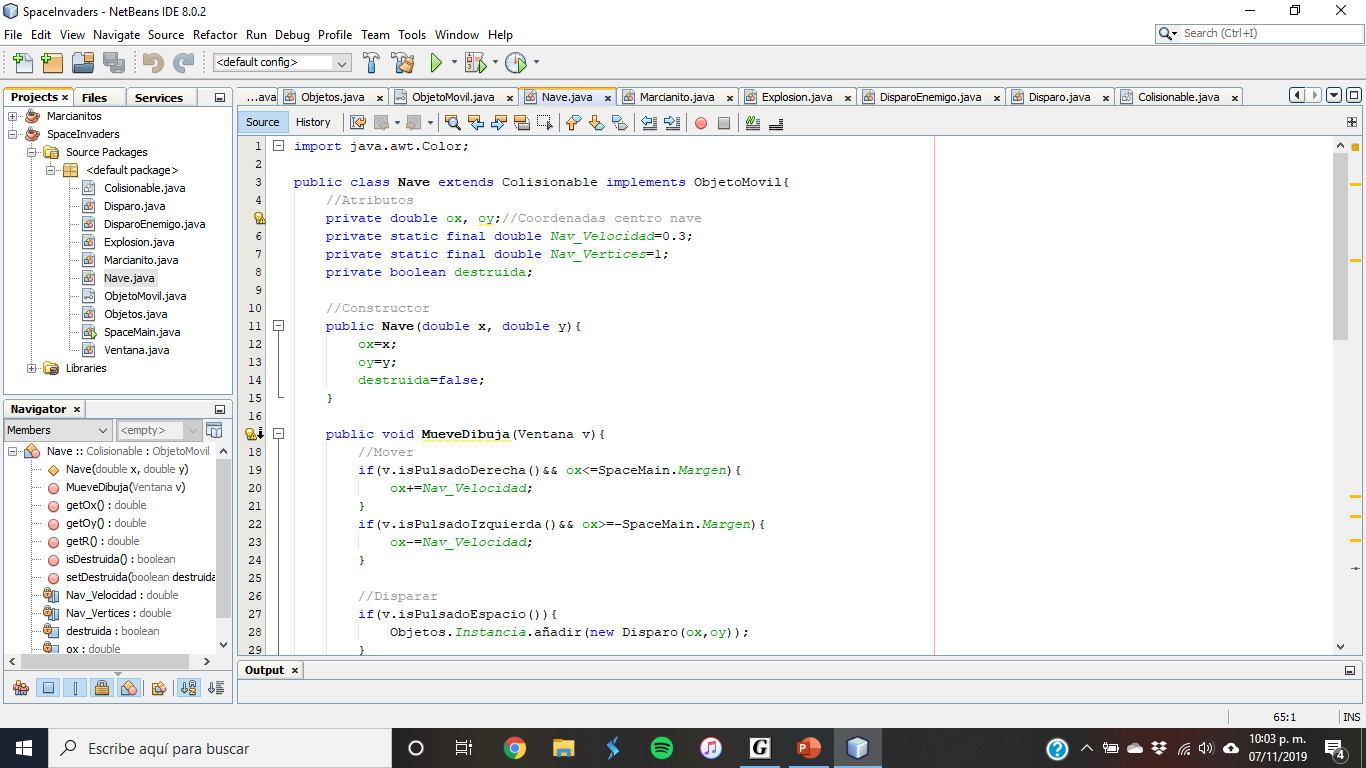 SpaceInvaders - NetBeans IDE 8.0.2
File Edit View Navigate Source Refactor Run Debug Profile Team Tools Window Help
Search (Ctrl+I)
<default config>
Projects Files Services
Marcianitos
SpaceInvaders
Source Packages
<default package>
Colisionable.java
Disparo.java
DisparoEnemigo.java
Explosion.java
Marcianito.java
Nave.java
ObjetoMovil.java
Objetos.java
SpaceMain.java
Ventana.java
Libraries
Navigator
Members <empty>
Nave :: Colisionable : ObjetoMovil
Nave(double x, double y)
MueveDibuja(Ventana v)
getOx() : double
getOy() : double
getR() : double
isDestruida() : boolean
setDestruida(boolean destruida
Nav_Velocidad : double
Nav_Vertices : double
destruida : boolean
ox : double
...ava Objetos.java ObjetoMovil.java Nave.java Marcianito.java Explosion.java DisparoEnemigo.java Disparo.java Colisionable.java
Source History
1 import java.awt.Color;
2
3 public class Nave extends Colisionable implements ObjetoMovil{
4 //Atributos
private double ox, oy;//Coordenadas centro nave
6 private static final double Nav_Velocidad=0.3;
7 private static final double Nav_Vertices=1;
8 private boolean destruida;
9
10 //Constructor
11 public Nave(double x, double y){
12 ox=x;
13 oy=y;
14 destruida=false;
15 }
16
public void MueveDibuja(Ventana v){
18 //Mover
19 if(v.isPulsadoDerecha()&& ox<=SpaceMain.Margen){
20 ox+=Nav_Velocidad;
21 }
22 if(v.isPulsadoIzquierda()&& ox>=-SpaceMain.Margen){
23 ox-=Nav_Velocidad;
24 }
25
26 //Disparar
27 if(v.isPulsadoEspacio()){
28 Objetos.Instancia.añadir(new Disparo(ox,oy));
29 }
Output
65:1 INS
Escribe aquí para buscar
10:03 p. m.
07/11/2019
4